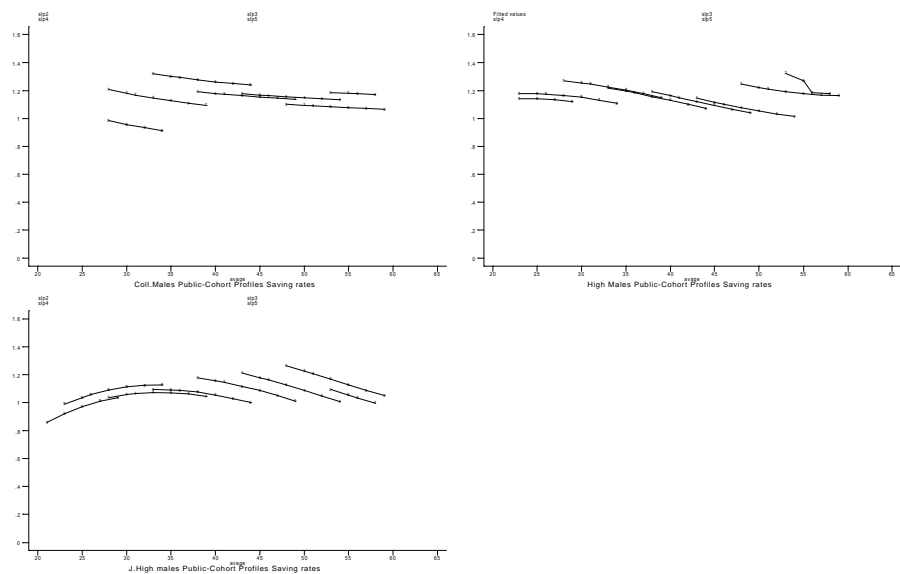 slp2 slp3
slp4 slp5
1.6
1.4
1.2
1
.8
.6
.4
.2
0
20 25 30 35 40 45 50 55 60 65
avage
Coll.Males Public-Cohort Profiles Saving rates
Fitted values slp3
slp4 slp5
1.6
1.4
1.2
1
.8
.6
.4
.2
0
20 25 30 35 40 45 50 55 60 65
avage
High Males Public-Cohort Profiles Saving rates
slp2 slp3
slp4 slp5
1.6
1.4
1.2
1
.8
.6
.4
.2
0
20 25 30 35 40 45 50 55 60 65
avage
J.High males Public-Cohort Profiles Saving rates